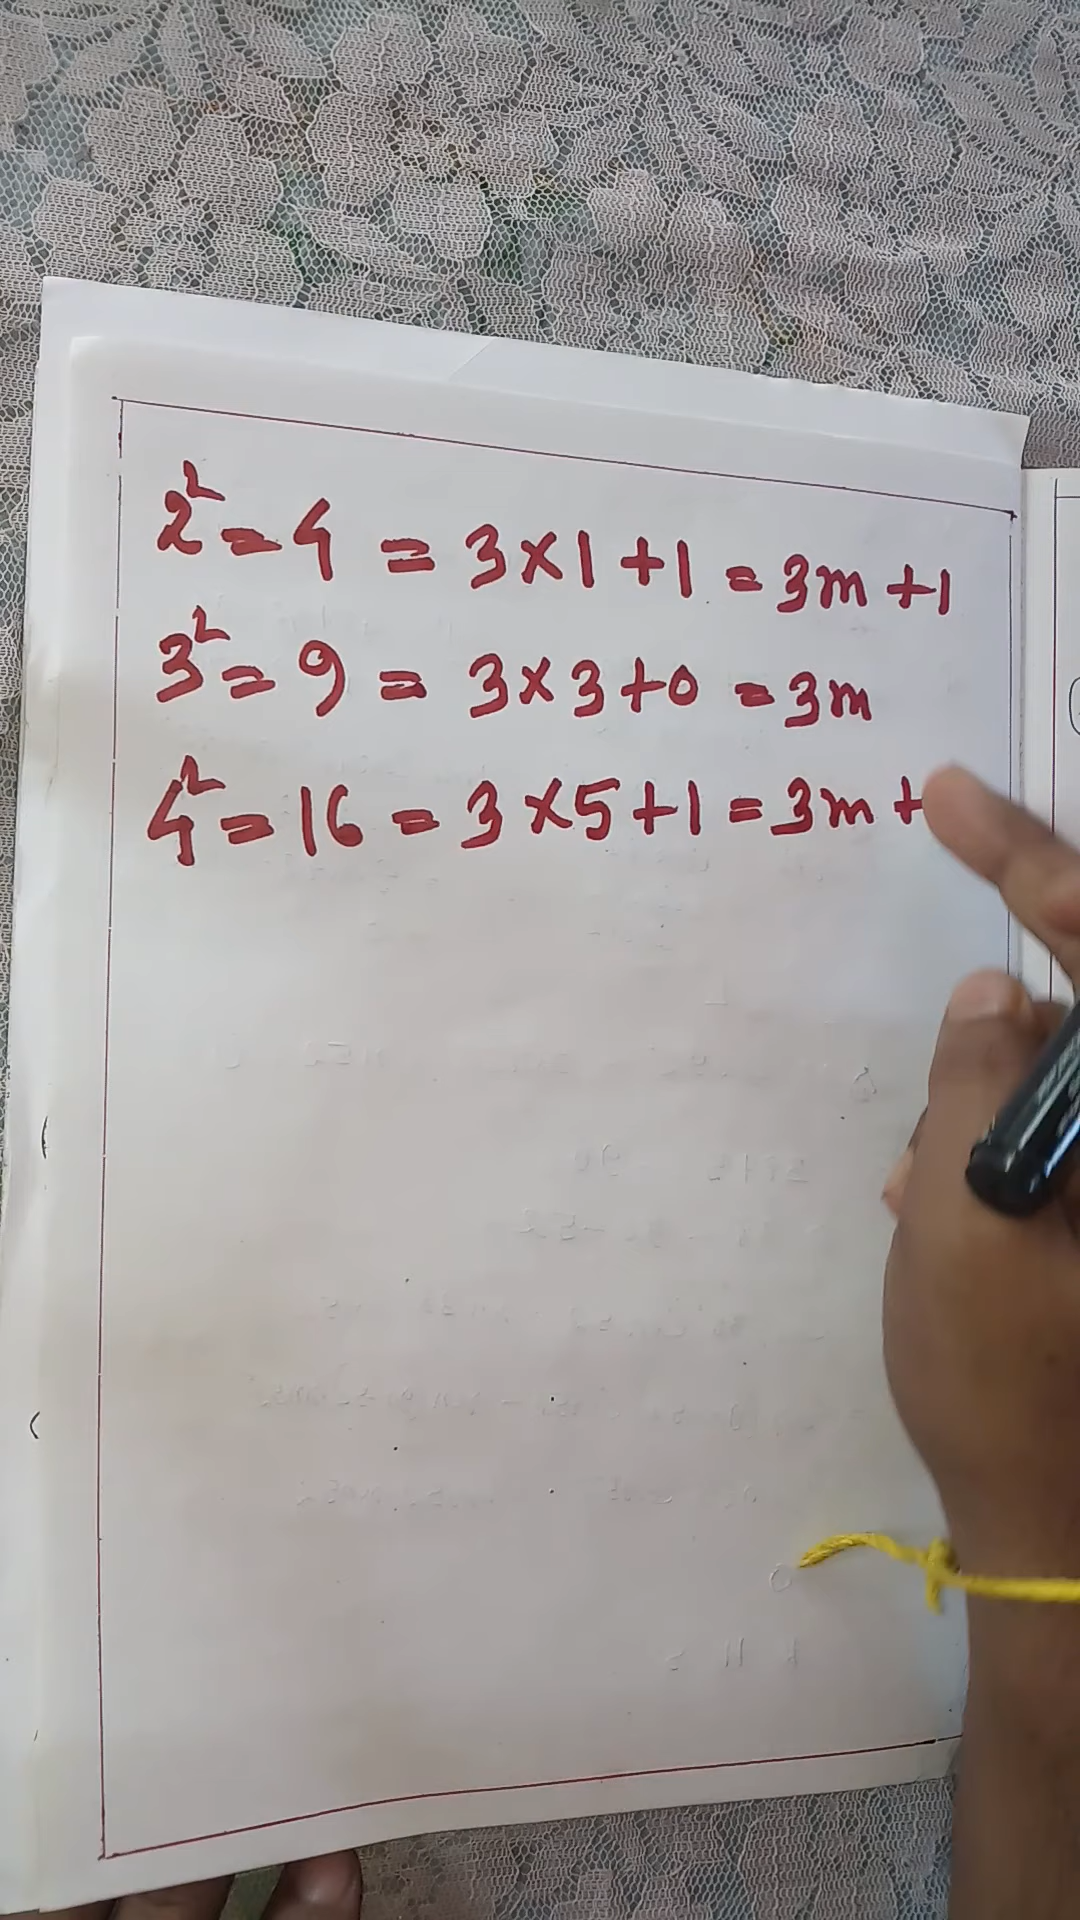 2² = 4 = 3×1+1 = 3m+1
3² = 9 = 3×3+0 = 3m
4² = 16 = 3×5+1 = 3m+